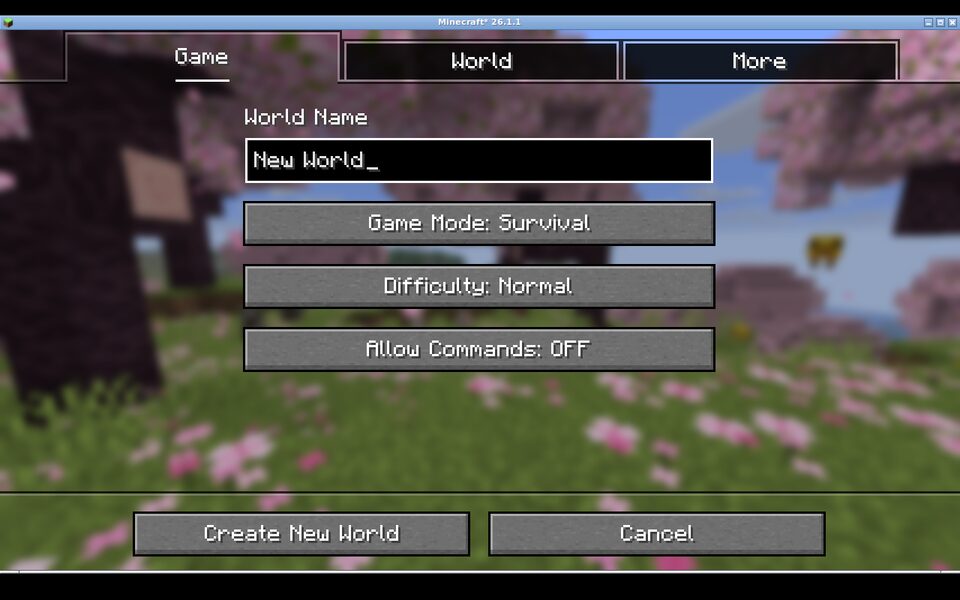 Minecraft* 26.1.1
Game
World
More
World Name
New World_
Game Mode: Survival
Difficulty: Normal
Allow Commands: OFF
Create New World
Cancel